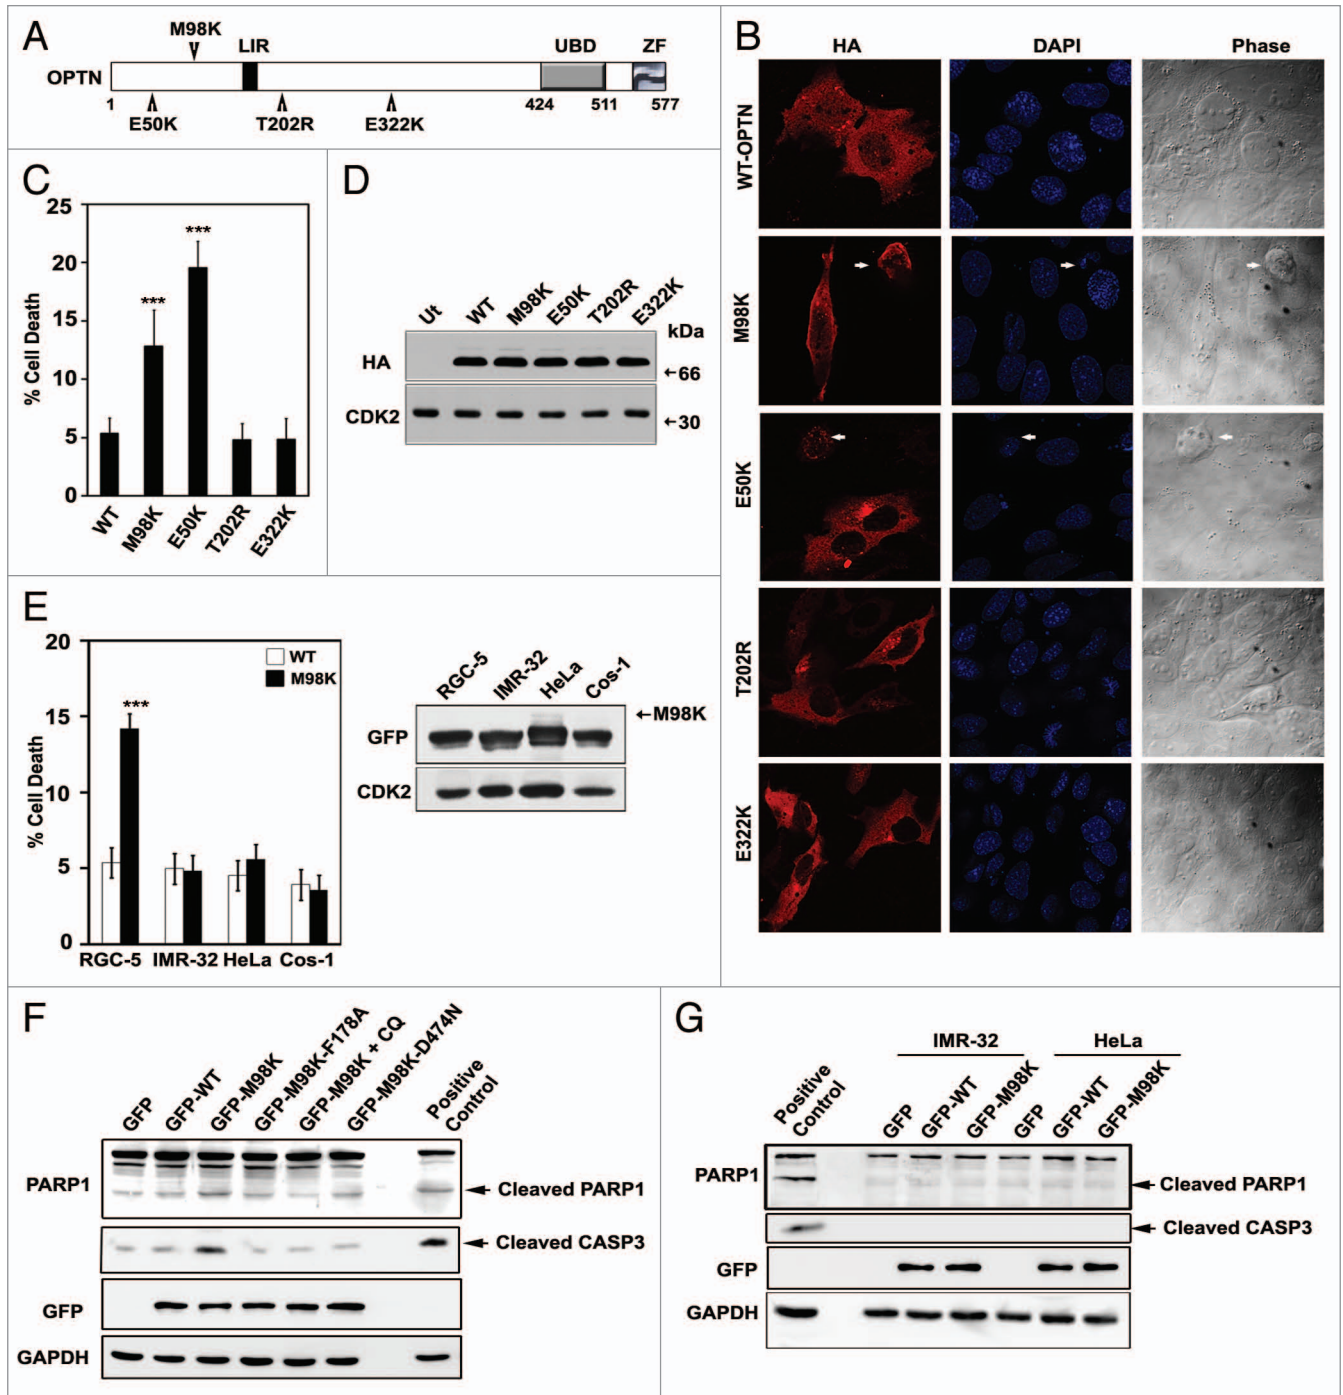 A
M98K
LIR
UBD
ZF
OPTN
1
424
511
577
E50K
T202R
E322K
B
HA
DAPI
Phase
WT-OPTN
M98K
E50K
T202R
E322K
C
% Cell Death
25
20
15
10
5
0
***
***
WT
M98K
E50K
T202R
E322K
D
Ut
WT
M98K
E50K
T202R
E322K
kDa
HA
←66
CDK2
←30
E
% Cell Death
20
15
10
5
0
WT
M98K
***
RGC-5 IMR-32 HeLa Cos-1
RGC-5
IMR-32
HeLa
Cos-1
←M98K
GFP
CDK2
F
GFP
GFP-WT
GFP-M98K
GFP-M98K-F178A
GFP-M98K + CQ
GFP-M98K-D474N
Positive
Control
PARP1
Cleaved PARP1
Cleaved CASP3
GFP
GAPDH
G
IMR-32
HeLa
Positive
Control
GFP
GFP-WT
GFP-M98K
GFP
GFP-WT
GFP-M98K
PARP1
Cleaved PARP1
Cleaved CASP3
GFP
GAPDH